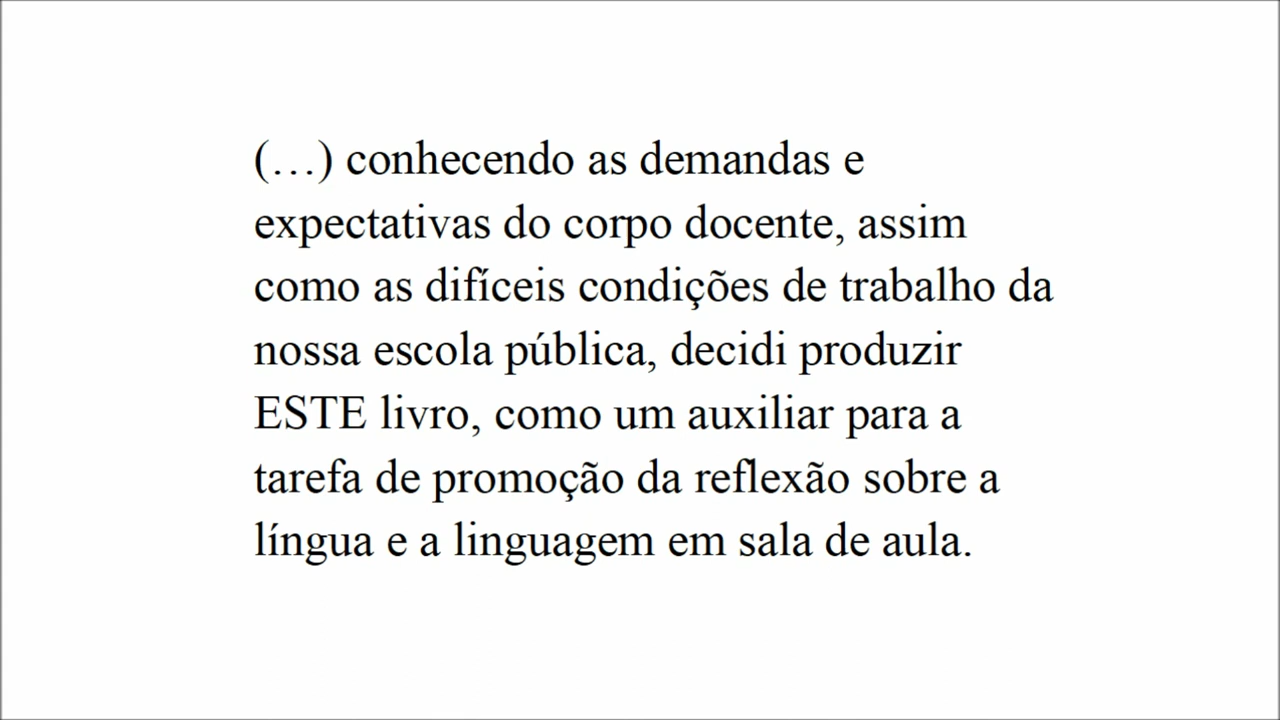 (…) conhecendo as demandas e
expectativas do corpo docente, assim
como as difíceis condições de trabalho da
nossa escola pública, decidi produzir
ESTE livro, como um auxiliar para a
tarefa de promoção da reflexão sobre a
língua e a linguagem em sala de aula.